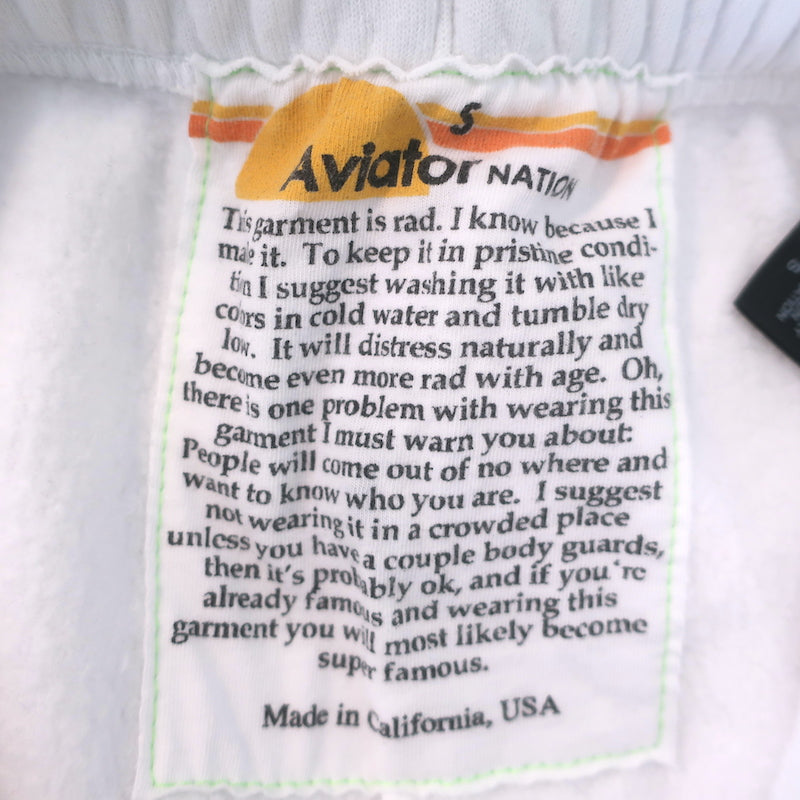 S
Aviator NATION
This garment is rad. I know because I
made it. To keep it in pristine condi-
tion I suggest washing it with like
colors in cold water and tumble dry
low. It will distress naturally and
become even more rad with age. Oh,
there is one problem with wearing this
garment I must warn you about:
People will come out of no where and
want to know who you are. I suggest
not wearing it in a crowded place
unless you have a couple body guards,
then it's probably ok, and if you're
already famous and wearing this
garment you will most likely become
super famous.
Made in California, USA